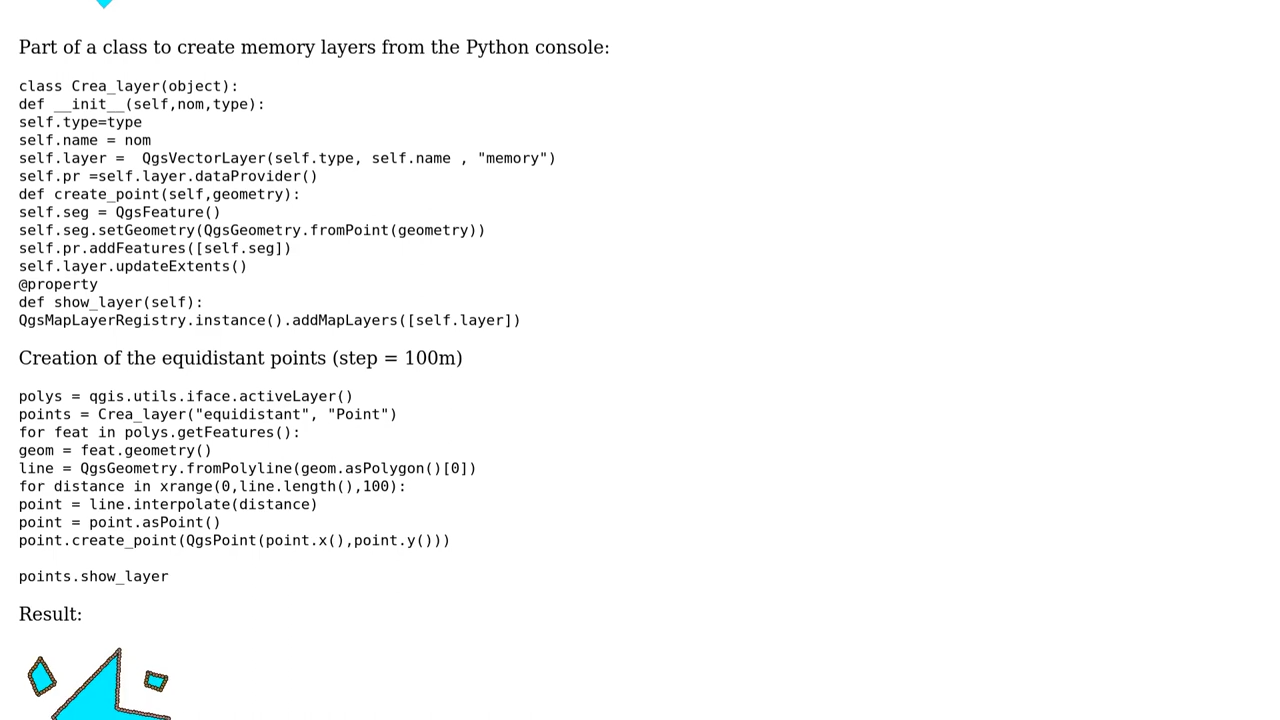 Part of a class to create memory layers from the Python console:
class Crea_layer(object):
def __init__(self,nom,type):
self.type=type
self.name = nom
self.layer =  QgsVectorLayer(self.type, self.name , "memory")
self.pr =self.layer.dataProvider()
def create_point(self,geometry):
self.seg = QgsFeature()
self.seg.setGeometry(QgsGeometry.fromPoint(geometry))
self.pr.addFeatures([self.seg])
self.layer.updateExtents()
@property
def show_layer(self):
QgsMapLayerRegistry.instance().addMapLayers([self.layer])
Creation of the equidistant points (step = 100m)
polys = qgis.utils.iface.activeLayer()
points = Crea_layer("equidistant", "Point")
for feat in polys.getFeatures():
geom = feat.geometry()
line = QgsGeometry.fromPolyline(geom.asPolygon()[0])
for distance in xrange(0,line.length(),100):
point = line.interpolate(distance)
point = point.asPoint()
point.create_point(QgsPoint(point.x(),point.y()))
points.show_layer
Result: